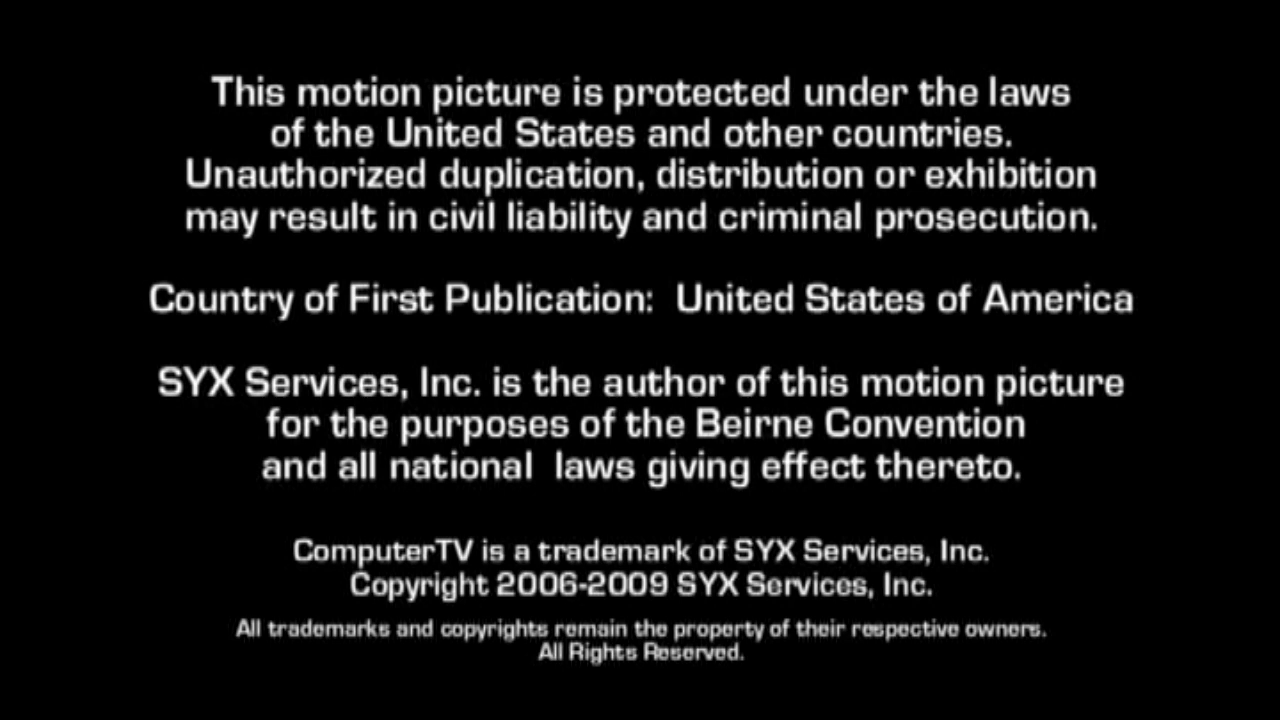 This motion picture is protected under the laws
of the United States and other countries.
Unauthorized duplication, distribution or exhibition
may result in civil liability and criminal prosecution.
Country of First Publication:  United States of America
SYX Services, Inc. is the author of this motion picture
for the purposes of the Beirne Convention
and all national  laws giving effect thereto.
ComputerTV is a trademark of SYX Services, Inc.
Copyright 2006-2009 SYX Services, Inc.
All trademarks and copyrights remain the property of their respective owners.
All Rights Reserved.